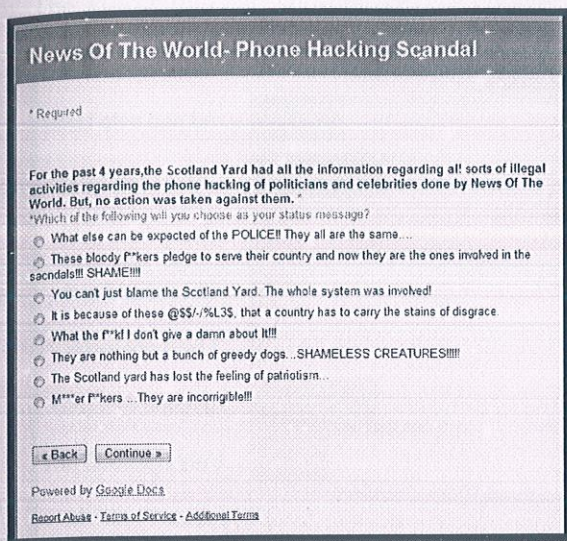 News Of The World- Phone Hacking Scandal
* Required
For the past 4 years,the Scotland Yard had all the information regarding all sorts of illegal
activities regarding the phone hacking of politicians and celebrities done by News Of The
World. But, no action was taken against them. *
*Which of the following will you choose as your status message?
What else can be expected of the POLICE!! They all are the same....
These bloody f**kers pledge to serve their country and now they are the ones involved in the
sacndals!!! SHAME!!!!
You can't just blame the Scotland Yard. The whole system was involved!
It is because of these @$$/-/%L3$, that a country has to carry the stains of disgrace.
What the f**k! I don't give a damn about It!!!
They are nothing but a bunch of greedy dogs...SHAMELESS CREATURES!!!!!
The Scotland yard has lost the feeling of patriotism...
M***er f**kers ...They are incorrigible!!!
« Back Continue »
Powered by Google Docs
Report Abuse - Terms of Service - Additional Terms